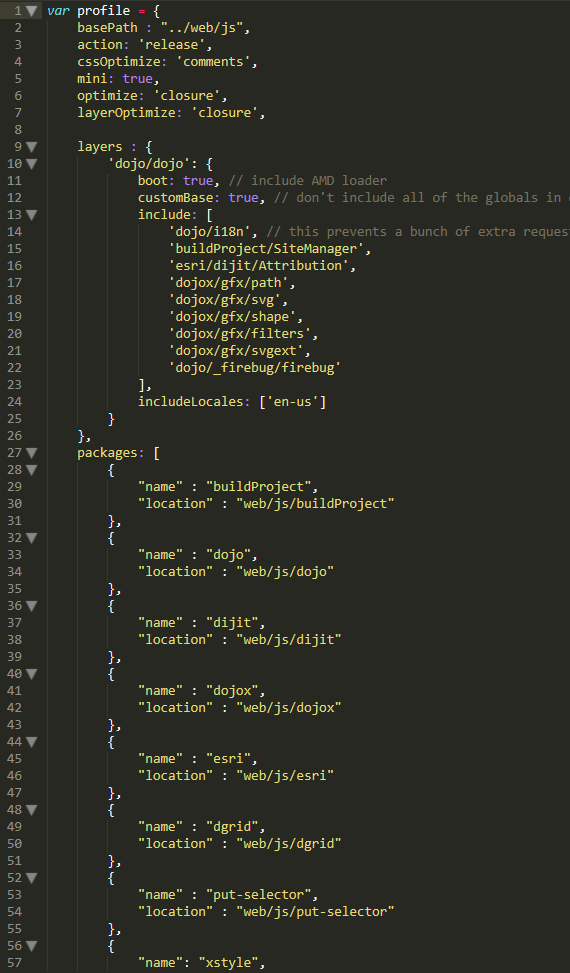 1 var profile = {
2 basePath : "../web/js",
3 action: 'release',
4 cssOptimize: 'comments',
5 mini: true,
6 optimize: 'closure',
7 layerOptimize: 'closure',
8
9 layers : {
10 'dojo/dojo': {
11 boot: true, // include AMD loader
12 customBase: true, // don't include all of the globals in
13 include: [
14 'dojo/i18n', // this prevents a bunch of extra reques
15 'buildProject/SiteManager',
16 'esri/dijit/Attribution',
17 'dojox/gfx/path',
18 'dojox/gfx/svg',
19 'dojox/gfx/shape',
20 'dojox/gfx/filters',
21 'dojox/gfx/svgext',
22 'dojo/_firebug/firebug'
23 ],
24 includeLocales: ['en-us']
25 }
26 },
27 packages: [
28 {
29 "name" : "buildProject",
30 "location" : "web/js/buildProject"
31 },
32 {
33 "name" : "dojo",
34 "location" : "web/js/dojo"
35 },
36 {
37 "name" : "dijit",
38 "location" : "web/js/dijit"
39 },
40 {
41 "name" : "dojox",
42 "location" : "web/js/dojox"
43 },
44 {
45 "name" : "esri",
46 "location" : "web/js/esri"
47 },
48 {
49 "name" : "dgrid",
50 "location" : "web/js/dgrid"
51 },
52 {
53 "name" : "put-selector",
54 "location" : "web/js/put-selector"
55 },
56 {
57 "name": "xstyle",